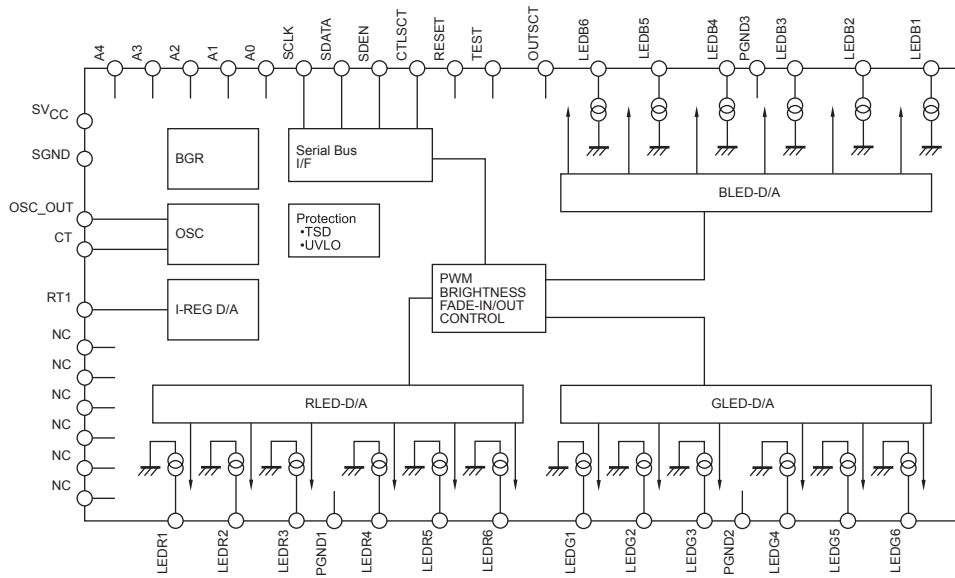 A4
A3
A2
A1
A0
SCLK
SDATA
SDEN
CTLSCT
RESET
TEST
OUTSCT
LEDB6
LEDB5
LEDB4
PGND3
LEDB3
LEDB2
LEDB1
SVCC
SGND
OSC_OUT
CT
RT1
NC
NC
NC
NC
NC
NC
BGR
Serial Bus
I/F
OSC
Protection
•TSD
•UVLO
I-REG D/A
BLED-D/A
PWM
BRIGHTNESS
FADE-IN/OUT
CONTROL
RLED-D/A
GLED-D/A
LEDR1
LEDR2
LEDR3
PGND1
LEDR4
LEDR5
LEDR6
LEDG1
LEDG2
LEDG3
PGND2
LEDG4
LEDG5
LEDG6